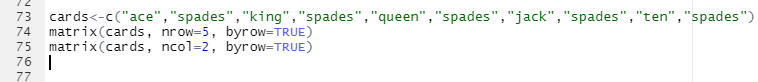 72
73 cards<-c("ace","spades","king","spades","queen","spades","jack","spades","ten","spades")
74 matrix(cards, nrow=5, byrow=TRUE)
75 matrix(cards, ncol=2, byrow=TRUE)
76
77